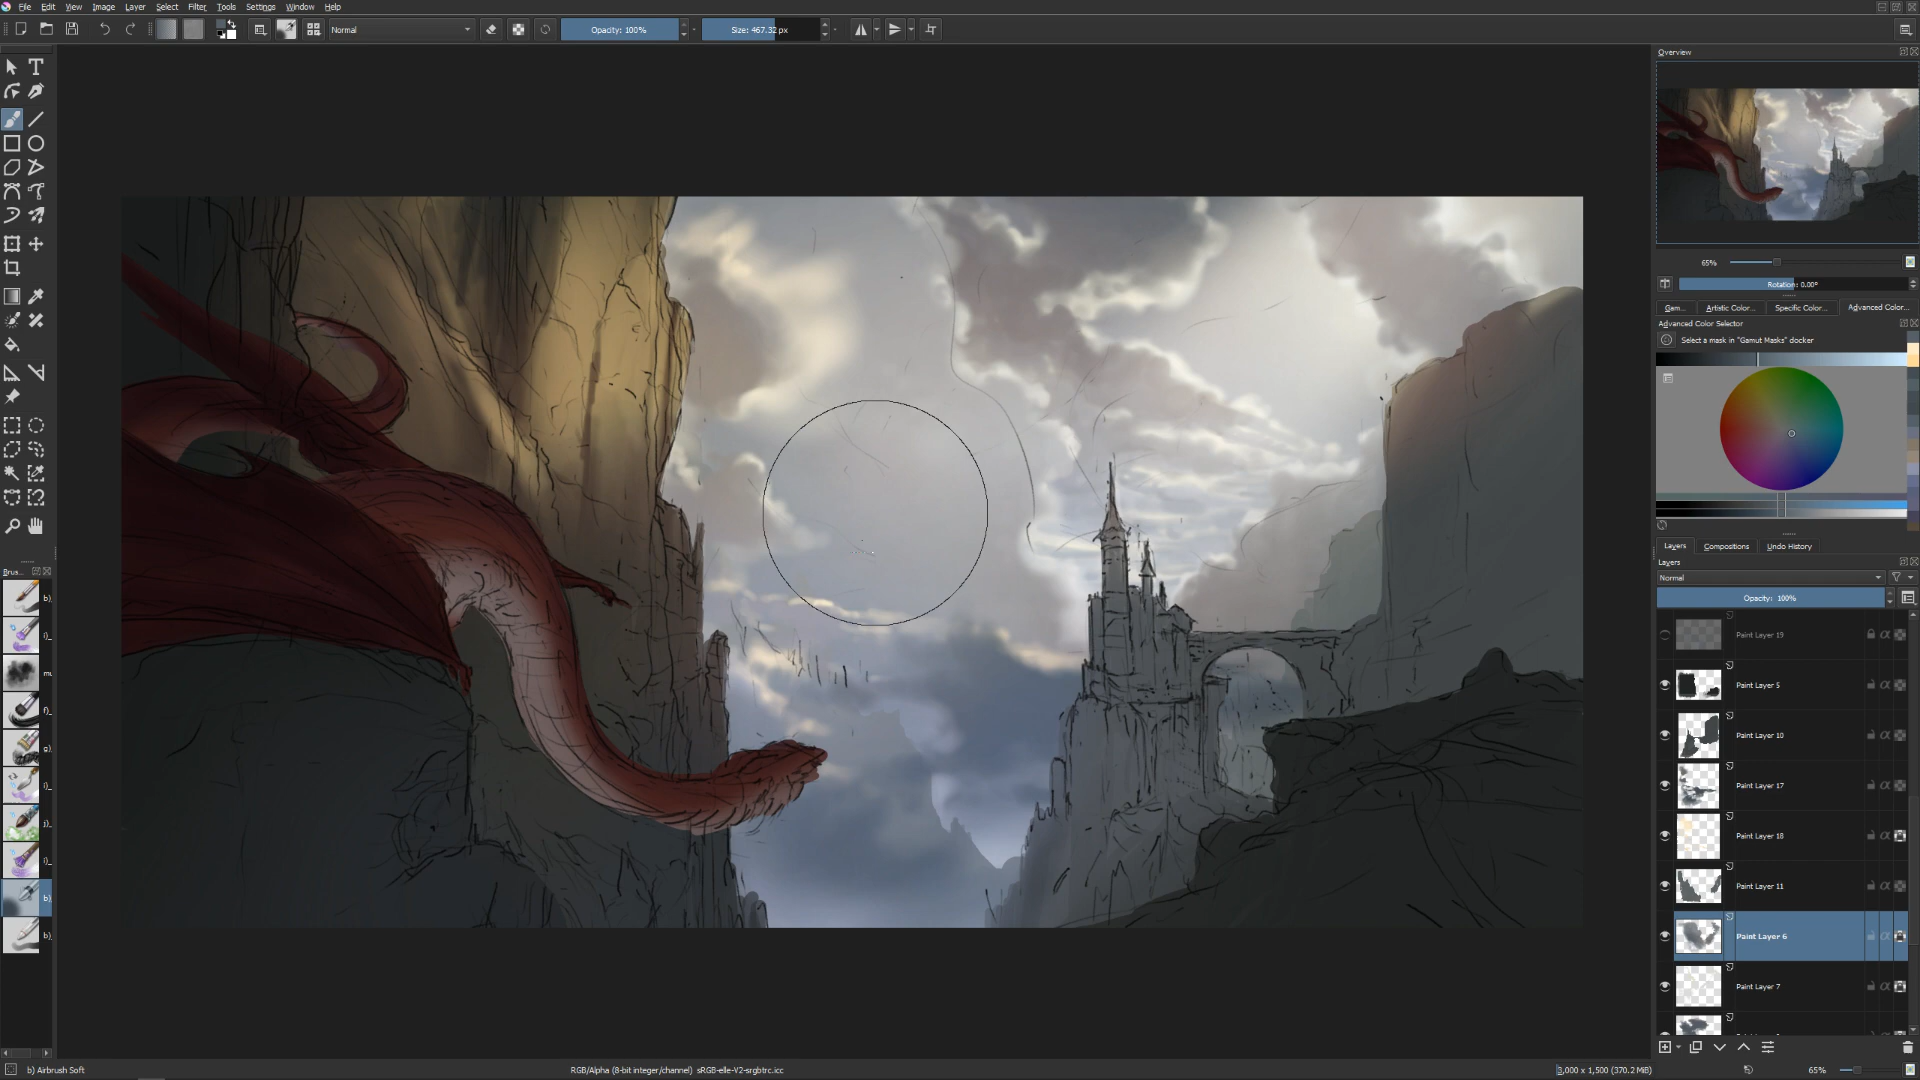 File Edit View Image Layer Select Filter Tools Settings Window Help
Normal
Opacity: 100%
Size: 467.32 px
Overview
65%
Rotation: 0.00°
Gam... Artistic Color... Specific Color... Advanced Color...
Advanced Color Selector
Select a mask in "Gamut Masks" docker
Layers Compositions Undo History
Layers
Normal
Opacity: 100%
Paint Layer 19
Paint Layer 5
Paint Layer 10
Paint Layer 17
Paint Layer 18
Paint Layer 11
Paint Layer 6
Paint Layer 7
Brus...
b)
i)_
mi
f)_
g)_
i)_
j)_
i)_
b)
b)_
b) Airbrush Soft
RGB/Alpha (8-bit integer/channel) sRGB-elle-V2-srgbtrc.icc
3,000 x 1,500 (370.2 MiB)
65%